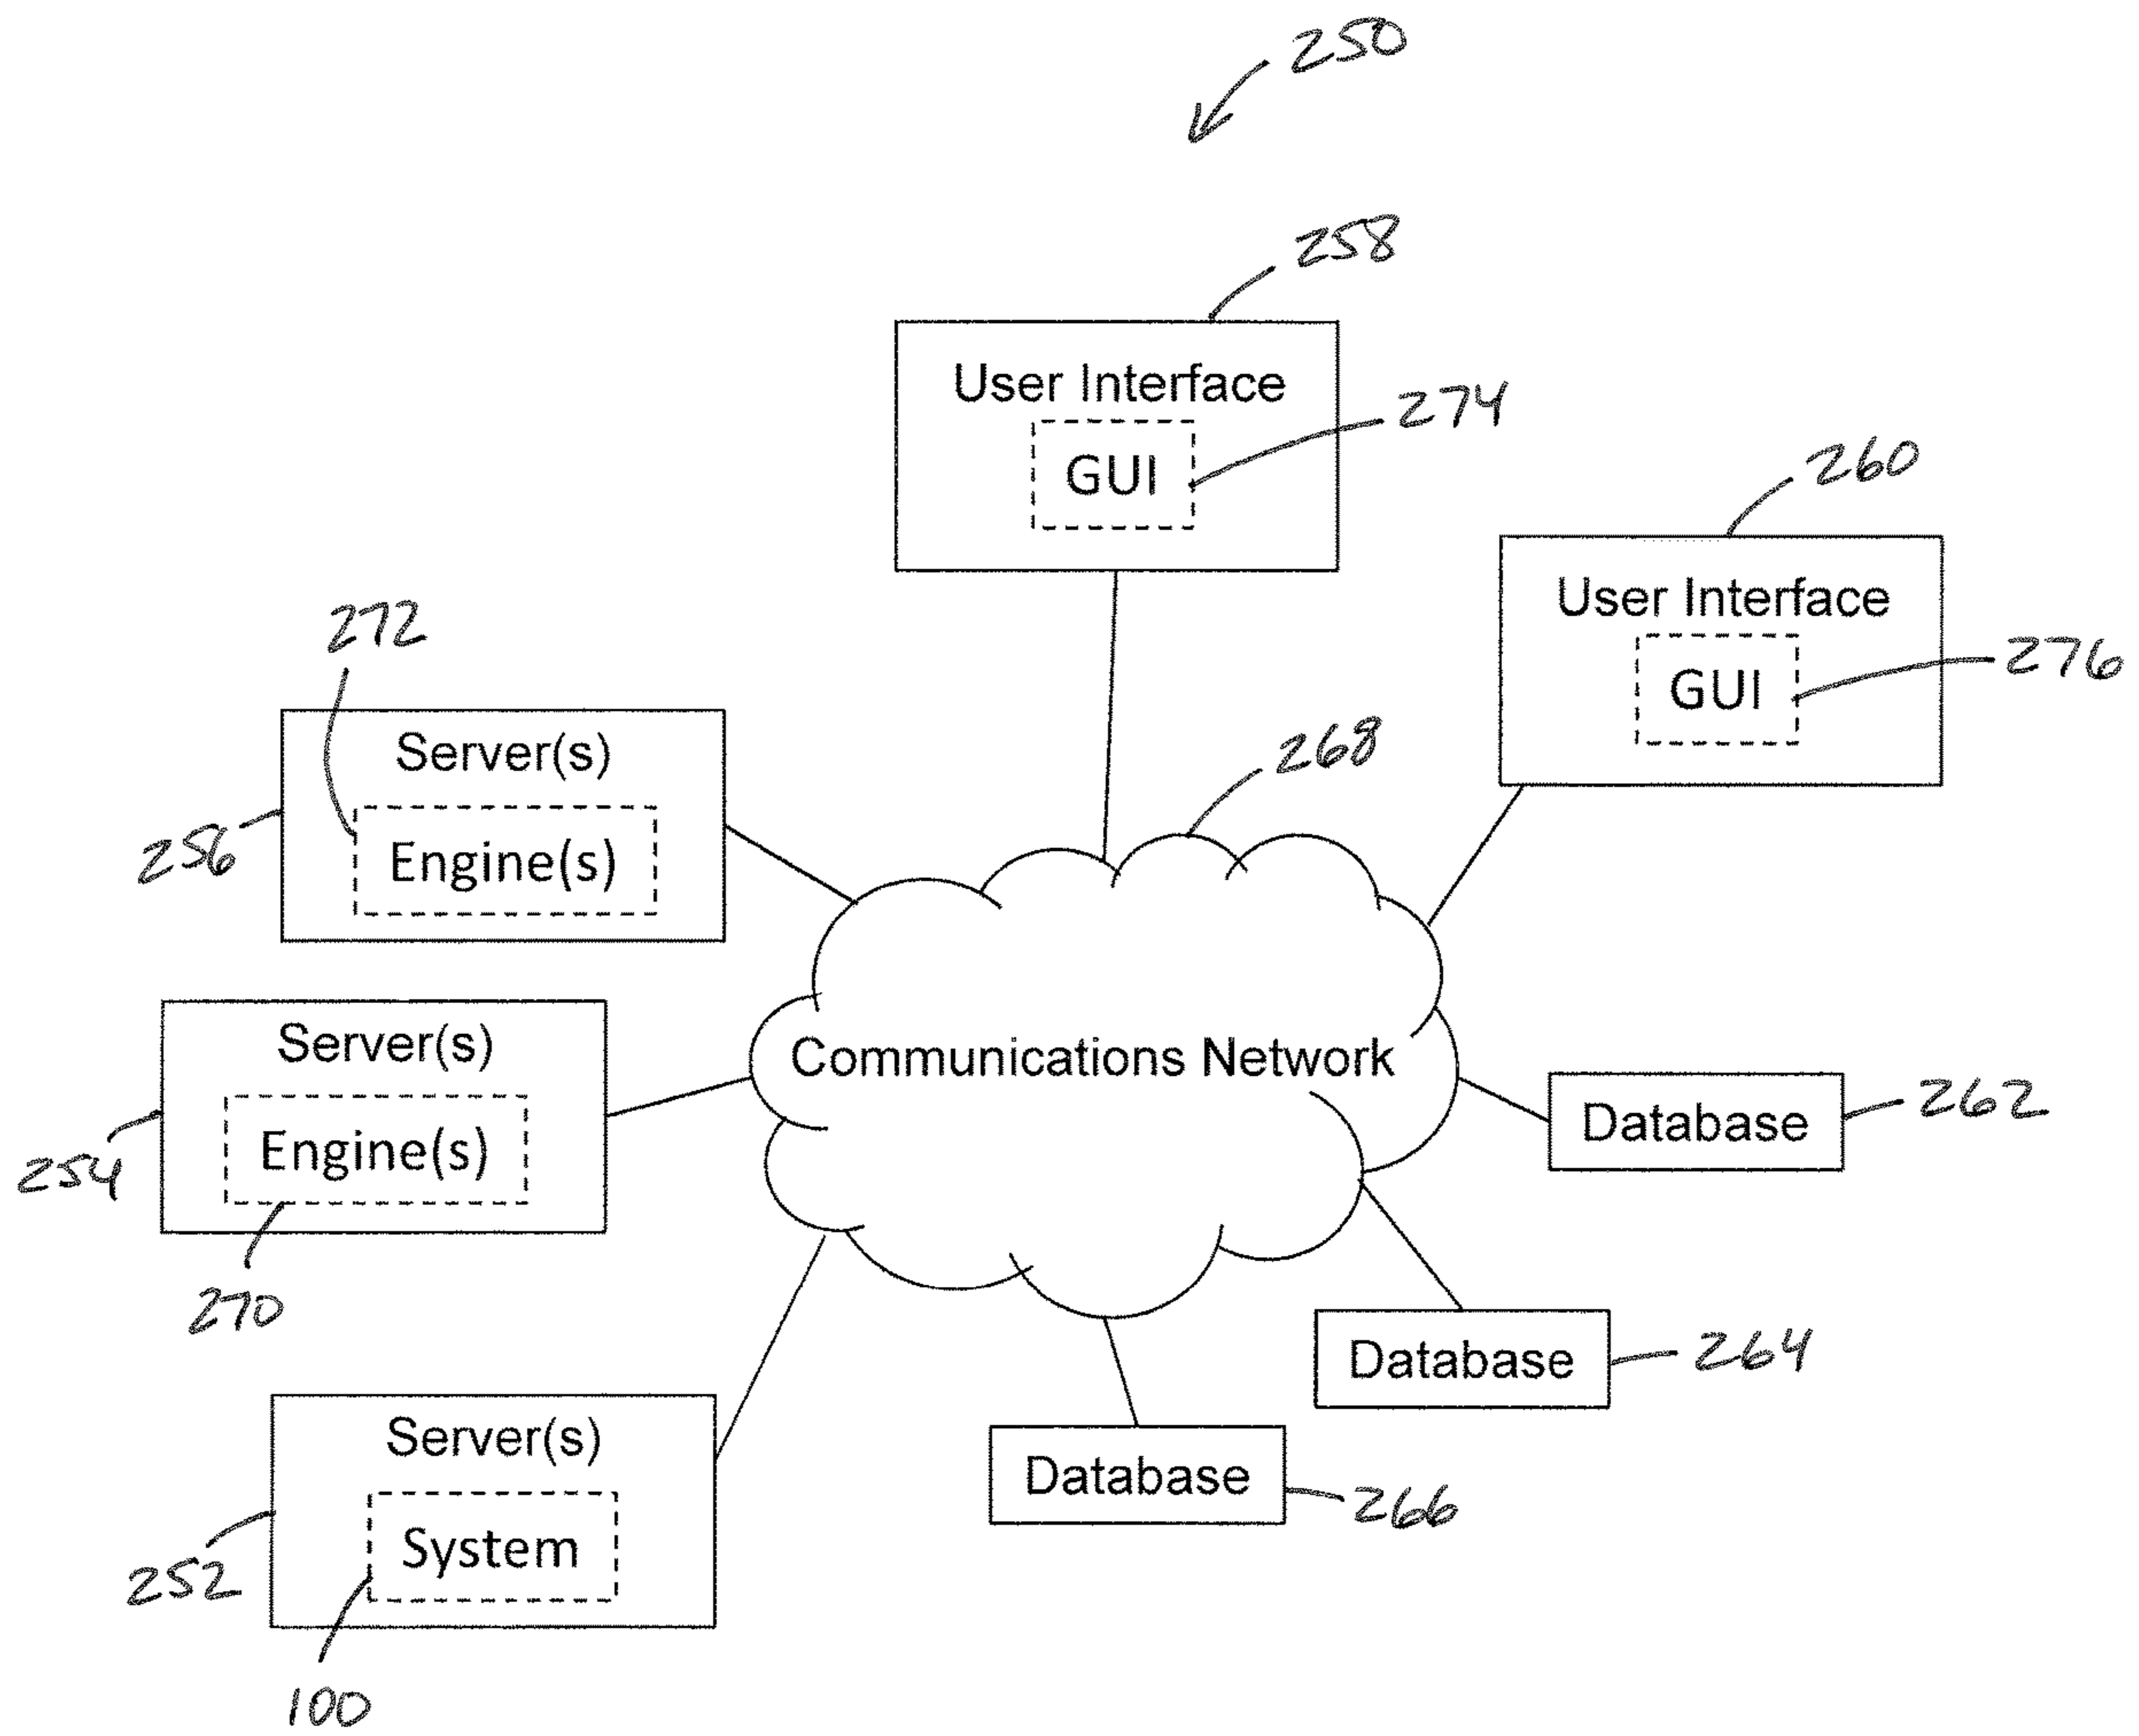 250
258
User Interface
274
GUI
260
User Interface
276
GUI
272
Server(s)
256
Engine(s)
268
Server(s)
Communications Network
254
Engine(s)
270
Database
262
Database
264
Server(s)
Database
266
252
System
100